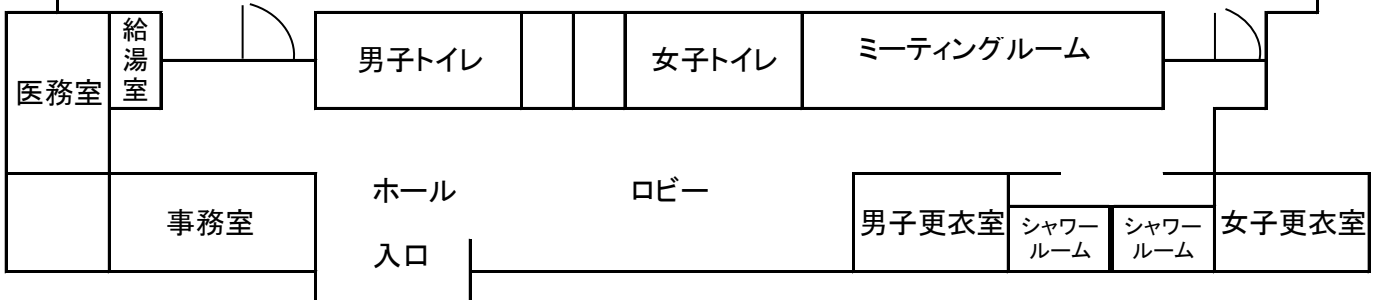 給湯室
男子トイレ
女子トイレ
ミーティングルーム
医務室
ホール
ロビー
事務室
入口
男子更衣室
シャワー
ルーム
シャワー
ルーム
女子更衣室